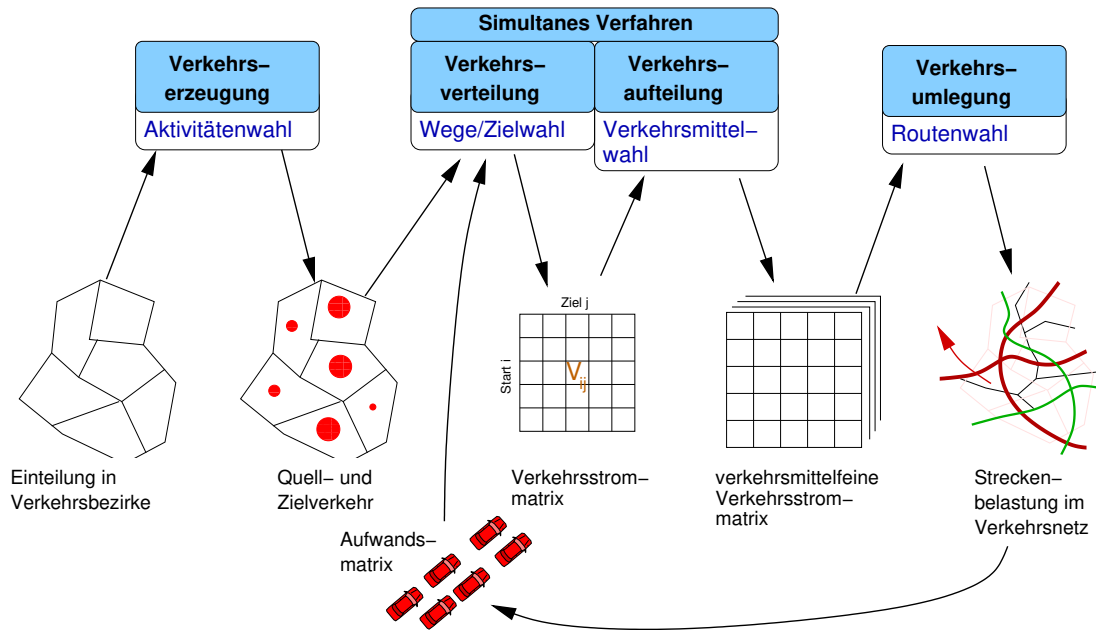 Simultanes Verfahren
Verkehrs–
erzeugung
Aktivitätenwahl
Verkehrs–
verteilung
Wege/Zielwahl
Verkehrs–
aufteilung
Verkehrsmittel–
wahl
Verkehrs–
umlegung
Routenwahl
Einteilung in
Verkehrsbezirke
Quell– und
Zielverkehr
Ziel j
Start i
V_ij
Verkehrsstrom–
matrix
verkehrsmittelfeine
Verkehrsstrom–
matrix
Strecken–
belastung im
Verkehrsnetz
Aufwands–
matrix